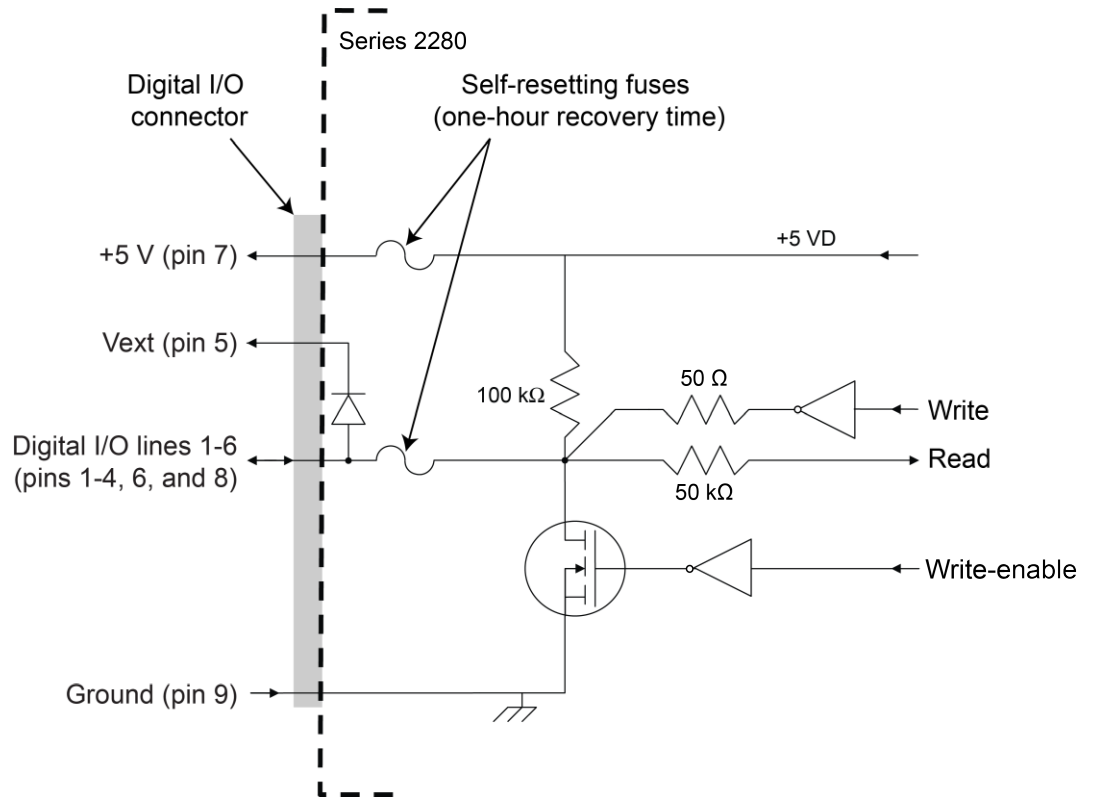 Series 2280
Digital I/O
connector
Self-resetting fuses
(one-hour recovery time)
+5 V (pin 7)
+5 VD
Vext (pin 5)
100 kΩ
50 Ω
Write
Digital I/O lines 1-6
(pins 1-4, 6, and 8)
Read
50 kΩ
Write-enable
Ground (pin 9)